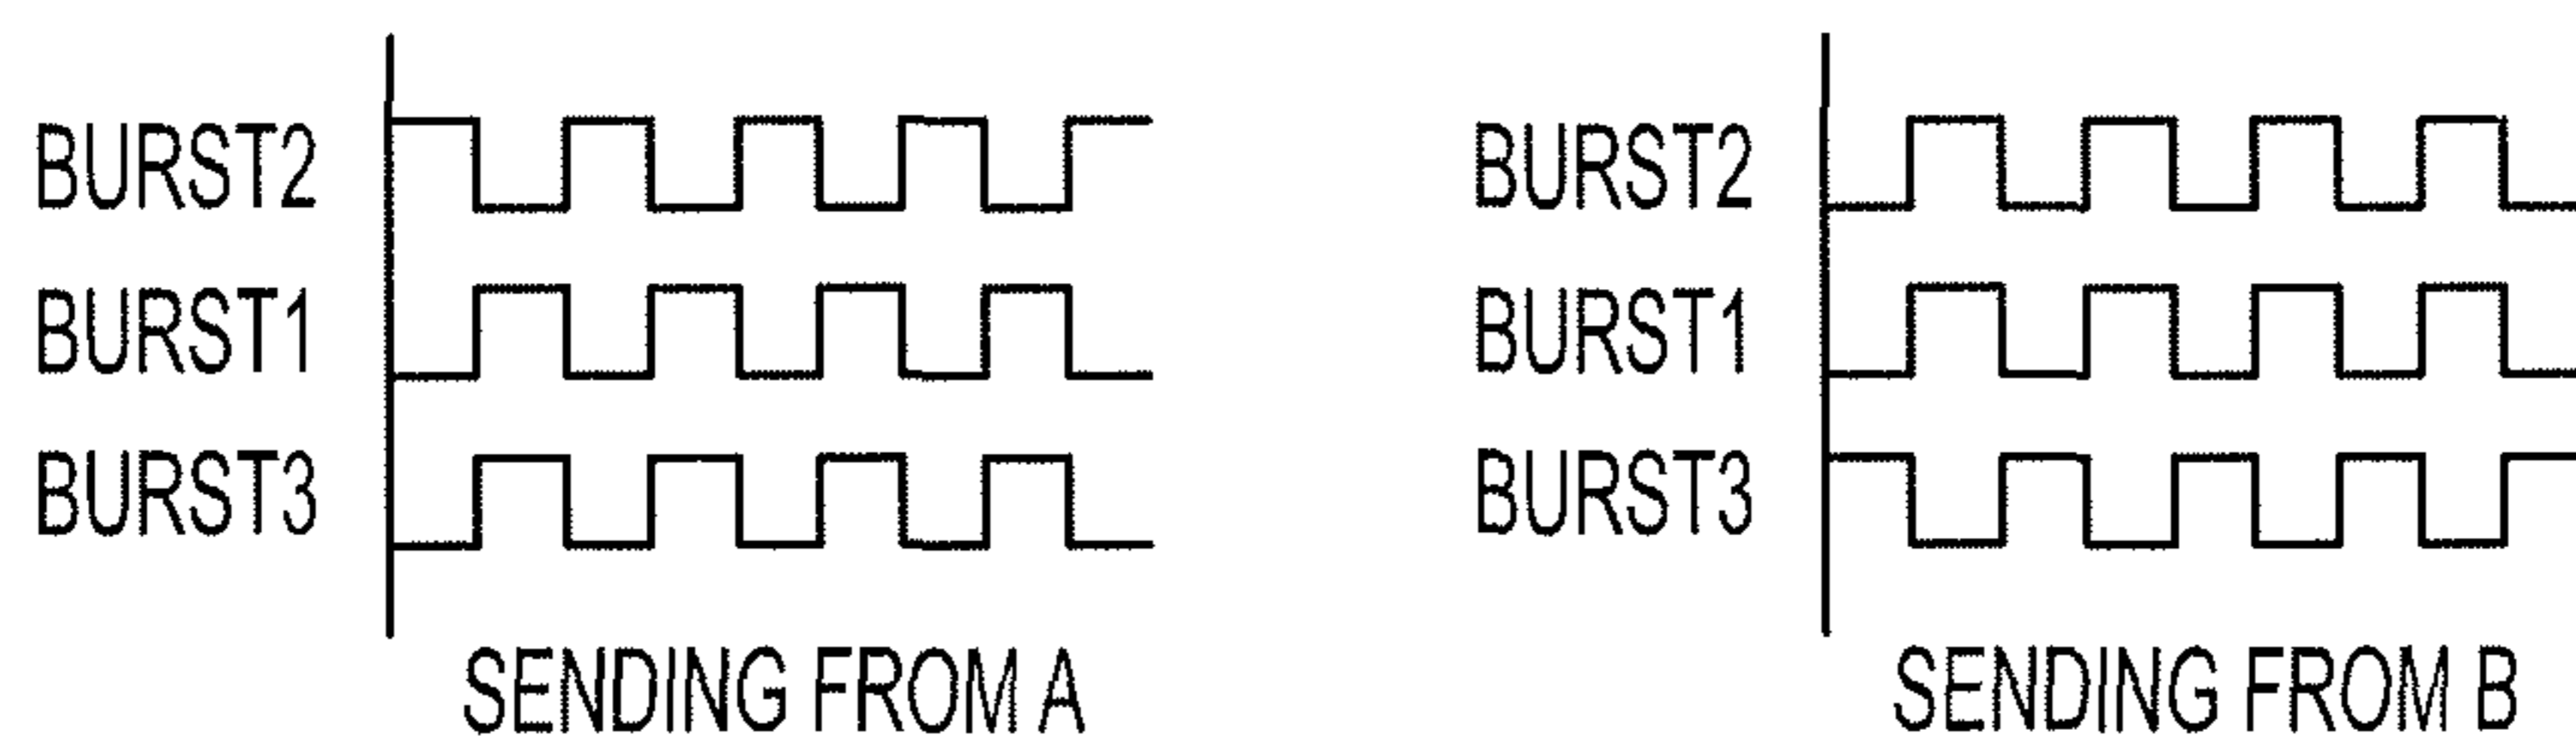 BURST2
BURST1
BURST3
SENDING FROM A
BURST2
BURST1
BURST3
SENDING FROM B